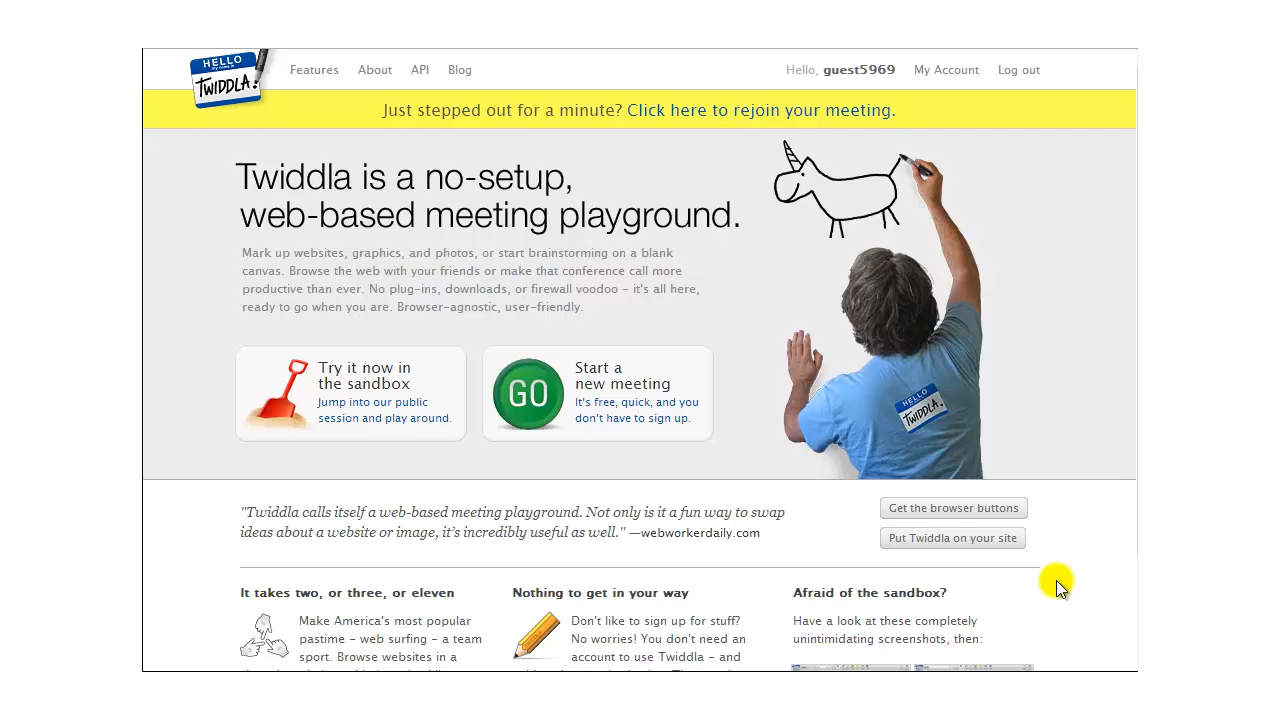 HELLO
my name is
TWIDDLA!
Features About API Blog
Hello, guest5969 My Account Log out
Just stepped out for a minute? Click here to rejoin your meeting.
Twiddla is a no-setup,
web-based meeting playground.
Mark up websites, graphics, and photos, or start brainstorming on a blank
canvas. Browse the web with your friends or make that conference call more
productive than ever. No plug-ins, downloads, or firewall voodoo - it's all here,
ready to go when you are. Browser-agnostic, user-friendly.
Try it now in
the sandbox
Jump into our public
session and play around.
GO
Start a
new meeting
It's free, quick, and you
don't have to sign up.
HELLO
TWIDDLA.
"Twiddla calls itself a web-based meeting playground. Not only is it a fun way to swap
ideas about a website or image, it's incredibly useful as well." —webworkerdaily.com
Get the browser buttons
Put Twiddla on your site
It takes two, or three, or eleven
Make America's most popular
pastime - web surfing - a team
sport. Browse websites in a
Nothing to get in your way
Don't like to sign up for stuff?
No worries! You don't need an
account to use Twiddla - and
Afraid of the sandbox?
Have a look at these completely
unintimidating screenshots, then: